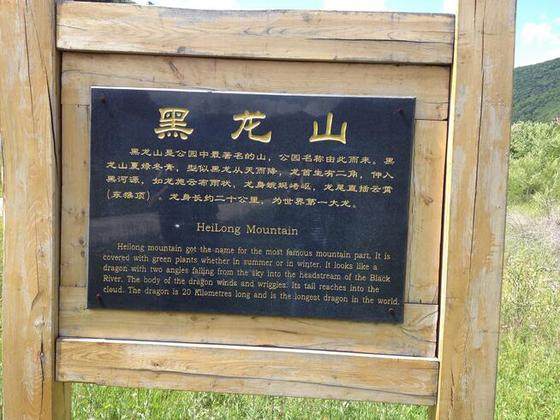 黑龙山
黑龙山是公园中最著名的山，公园名称由此而来。黑
龙山夏绿冬青，型似黑龙从天而降，龙首生有二角，伸入
黑河源，如龙施云布雨状，龙身蜿蜒崎岖，龙尾直插云霄
(东猴顶)。龙身长约二十公里，为世界第一大龙。
HeiLong Mountain
Heilong mountain got the name for the most famous mountain part. It is
covered with green plants whether in summer or in winter. It looks like a
dragon with two angles falling from the sky into the headstream of the Black
River. The body of the dragon winds and wriggles. Its tail reaches into the
cloud. The dragon is 20 Kilometres long and is the longest dragon in the world.